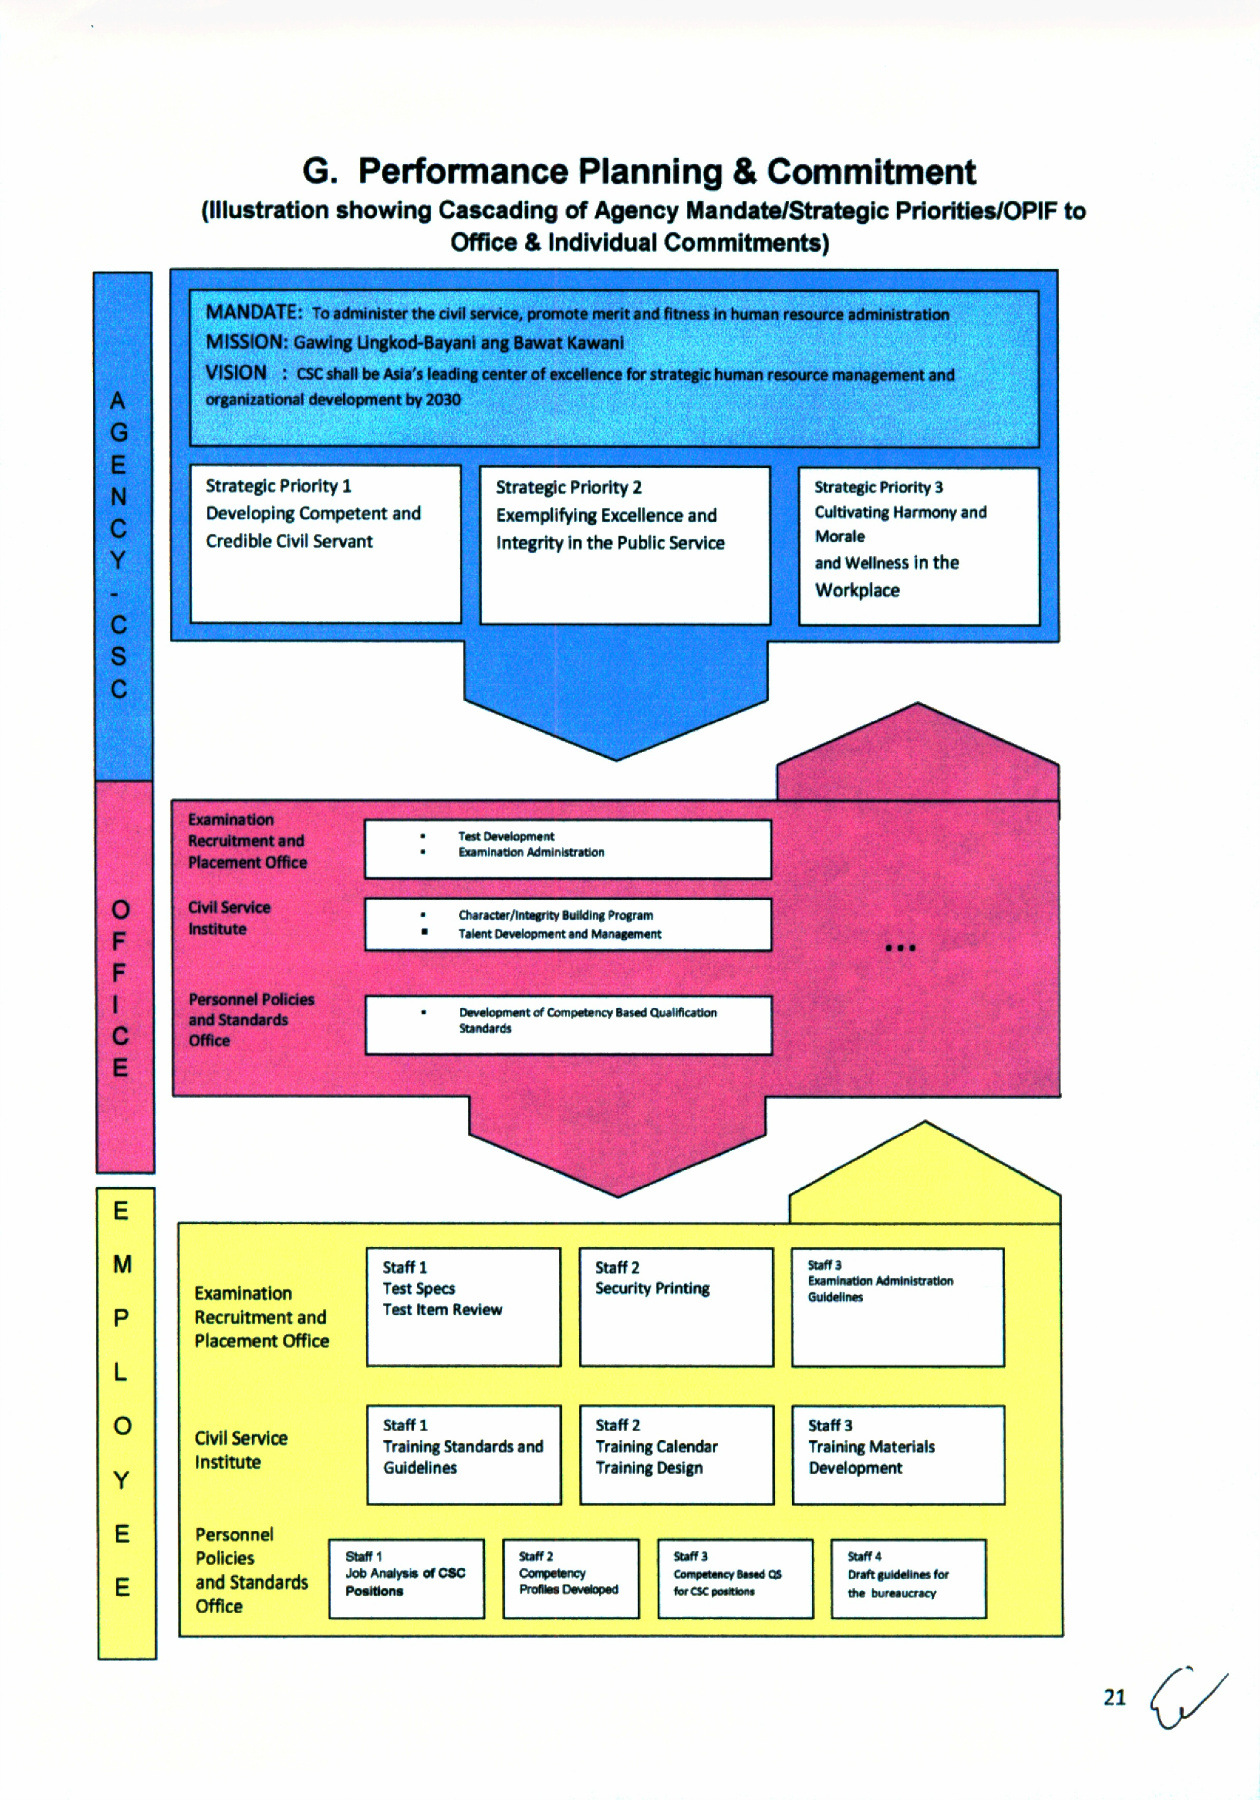 G. Performance Planning & Commitment
(Illustration showing Cascading of Agency Mandate/Strategic Priorities/OPIF to
Office & Individual Commitments)
AGENCY - CSC
MANDATE: To administer the civil service, promote merit and fitness in human resource administration
MISSION: Gawing Lingkod-Bayani ang Bawat Kawani
VISION : CSC shall be Asia's leading center of excellence for strategic human resource management and
organizational development by 2030
Strategic Priority 1
Developing Competent and
Credible Civil Servant
Strategic Priority 2
Exemplifying Excellence and
Integrity in the Public Service
Strategic Priority 3
Cultivating Harmony and
Morale
and Wellness in the
Workplace
OFFICE
Examination
Recruitment and
Placement Office
▪ Test Development
▪ Examination Administration
Civil Service
Institute
▪ Character/Integrity Building Program
▪ Talent Development and Management
Personnel Policies
and Standards
Office
▪ Development of Competency Based Qualification
Standards
...
EMPLOYEE
Examination
Recruitment and
Placement Office
Staff 1
Test Specs
Test Item Review
Staff 2
Security Printing
Staff 3
Examination Administration
Guidelines
Civil Service
Institute
Staff 1
Training Standards and
Guidelines
Staff 2
Training Calendar
Training Design
Staff 3
Training Materials
Development
Personnel
Policies
and Standards
Office
Staff 1
Job Analysis of CSC
Positions
Staff 2
Competency
Profiles Developed
Staff 3
Competency Based QS
for CSC positions
Staff 4
Draft guidelines for
the bureaucracy
21